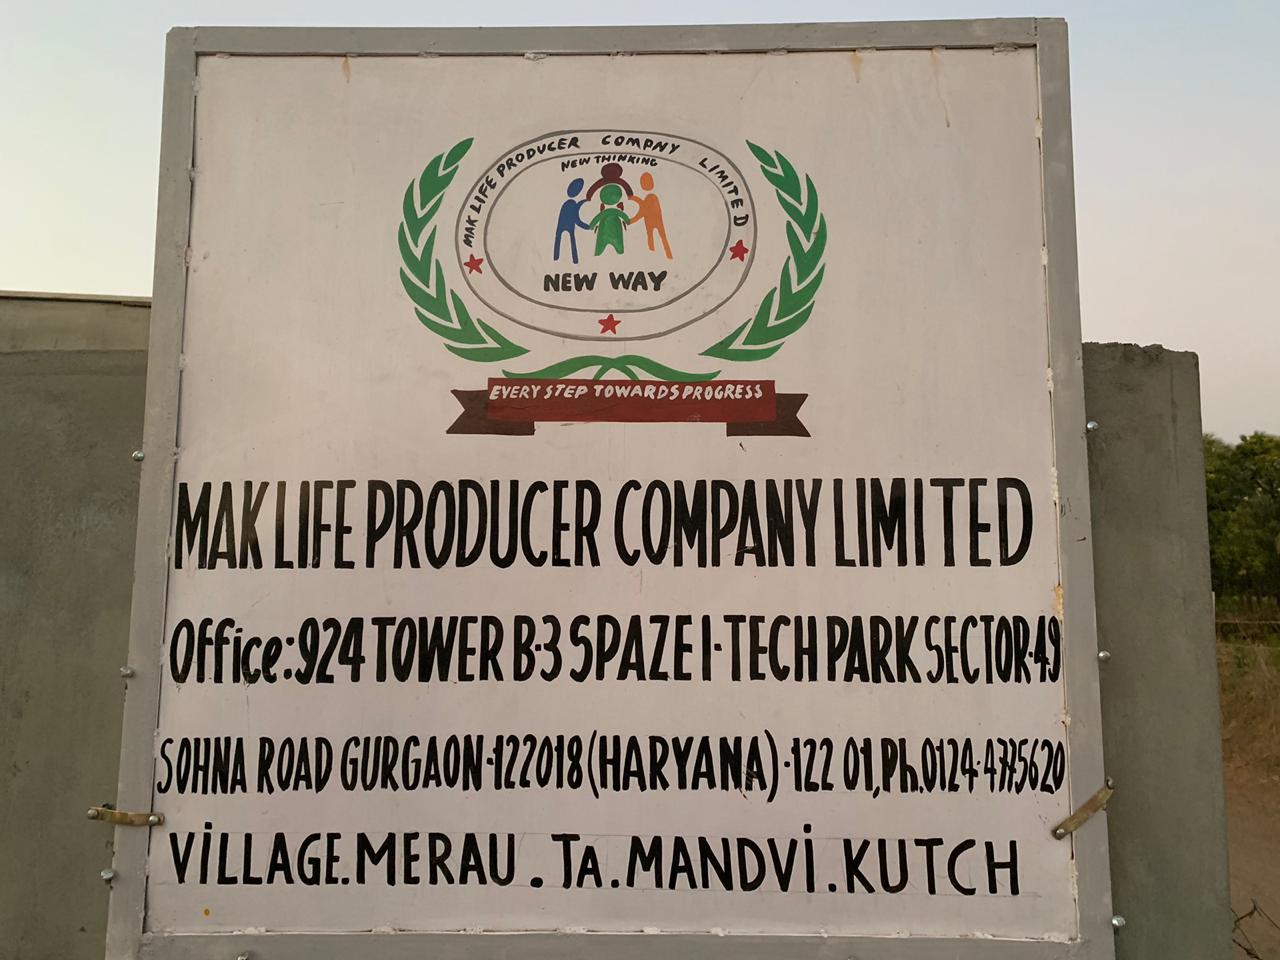 MAK LIFE PRODUCER COMPNY LIMITED
NEW THINKING
NEW WAY
EVERY STEP TOWARDS PROGRESS
MAK LIFE PRODUCER COMPANY LIMITED
Office:924 TOWER B-3 SPAZE I-TECH PARK SECTOR-49
SOHNA ROAD GURGAON-122018(HARYANA)-122 01,Ph.0124-4775620
VILLAGE.MERAU.TA.MANDVI.KUTCH